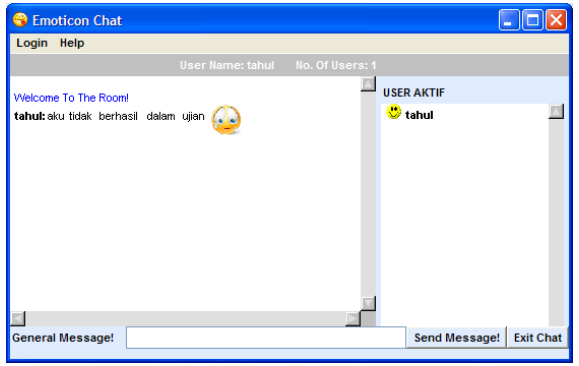 Emoticon Chat
Login Help
User Name: tahul No. Of Users: 1
Welcome To The Room!
tahul: aku tidak berhasil dalam ujian
USER AKTIF
tahul
General Message! Send Message! Exit Chat